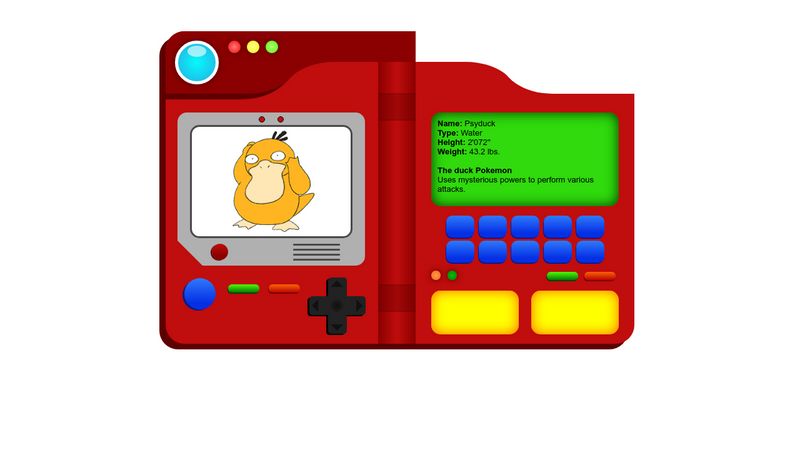 Name: Psyduck
Type: Water
Height: 2'072"
Weight: 43.2 lbs.
The duck Pokemon
Uses mysterious powers to perform various
attacks.